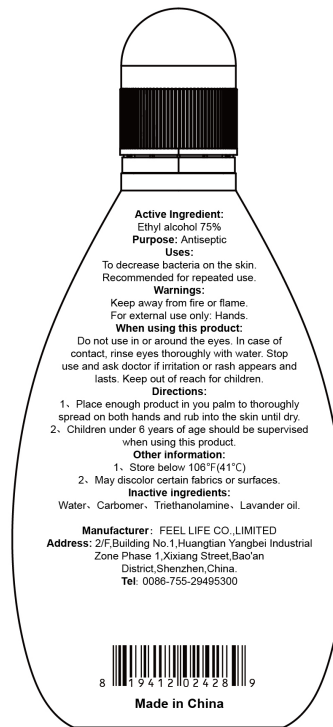 Active Ingredient:
Ethyl alcohol 75%
Purpose: Antiseptic
Uses:
To decrease bacteria on the skin.
Recommended for repeated use.
Warnings:
Keep away from fire or flame.
For external use only: Hands.
When using this product:
Do not use in or around the eyes. In case of
contact, rinse eyes thoroughly with water. Stop
use and ask doctor if irritation or rash appears and
lasts. Keep out of reach for children.
Directions:
1、Place enough product in you palm to thoroughly
spread on both hands and rub into the skin until dry.
2、Children under 6 years of age should be supervised
when using this product.
Other information:
1、Store below 106°F(41℃)
2、May discolor certain fabrics or surfaces.
Inactive ingredients:
Water、Carbomer、Triethanolamine、Lavander oil.
Manufacturer: FEEL LIFE CO.,LIMITED
Address: 2/F,Building No.1,Huangtian Yangbei Industrial
Zone Phase 1,Xixiang Street,Bao'an
District,Shenzhen,China.
Tel: 0086-755-29495300
8 19412 02428 9
Made in China